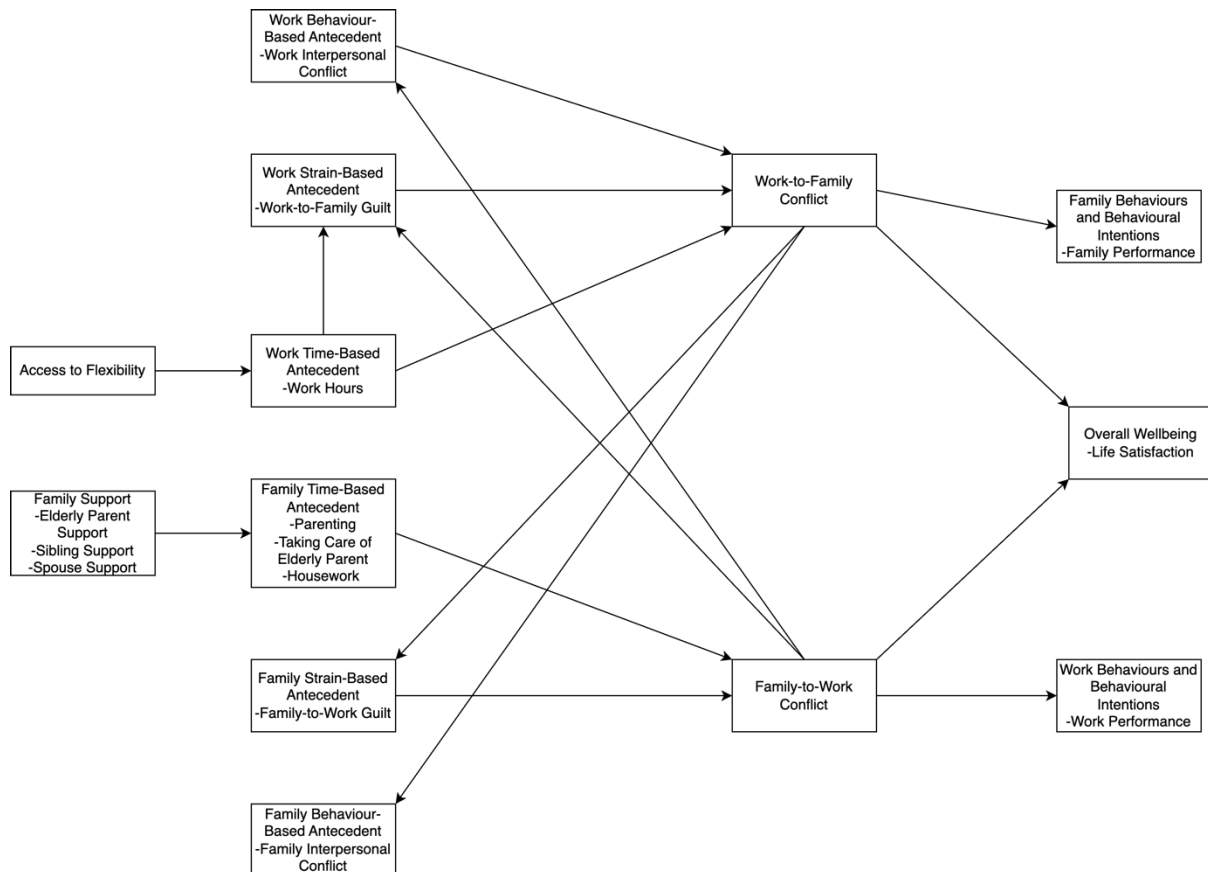 Work Behaviour-
Based Antecedent
-Work Interpersonal
Conflict
Work Strain-Based
Antecedent
-Work-to-Family Guilt
Work-to-Family
Conflict
Family Behaviours
and Behavioural
Intentions
-Family Performance
Access to Flexibility
Work Time-Based
Antecedent
-Work Hours
Overall Wellbeing
-Life Satisfaction
Family Support
-Elderly Parent
Support
-Sibling Support
-Spouse Support
Family Time-Based
Antecedent
-Parenting
-Taking Care of
Elderly Parent
-Housework
Family Strain-Based
Antecedent
-Family-to-Work Guilt
Family-to-Work
Conflict
Work Behaviours and
Behavioural
Intentions
-Work Performance
Family Behaviour-
Based Antecedent
-Family Interpersonal
Conflict